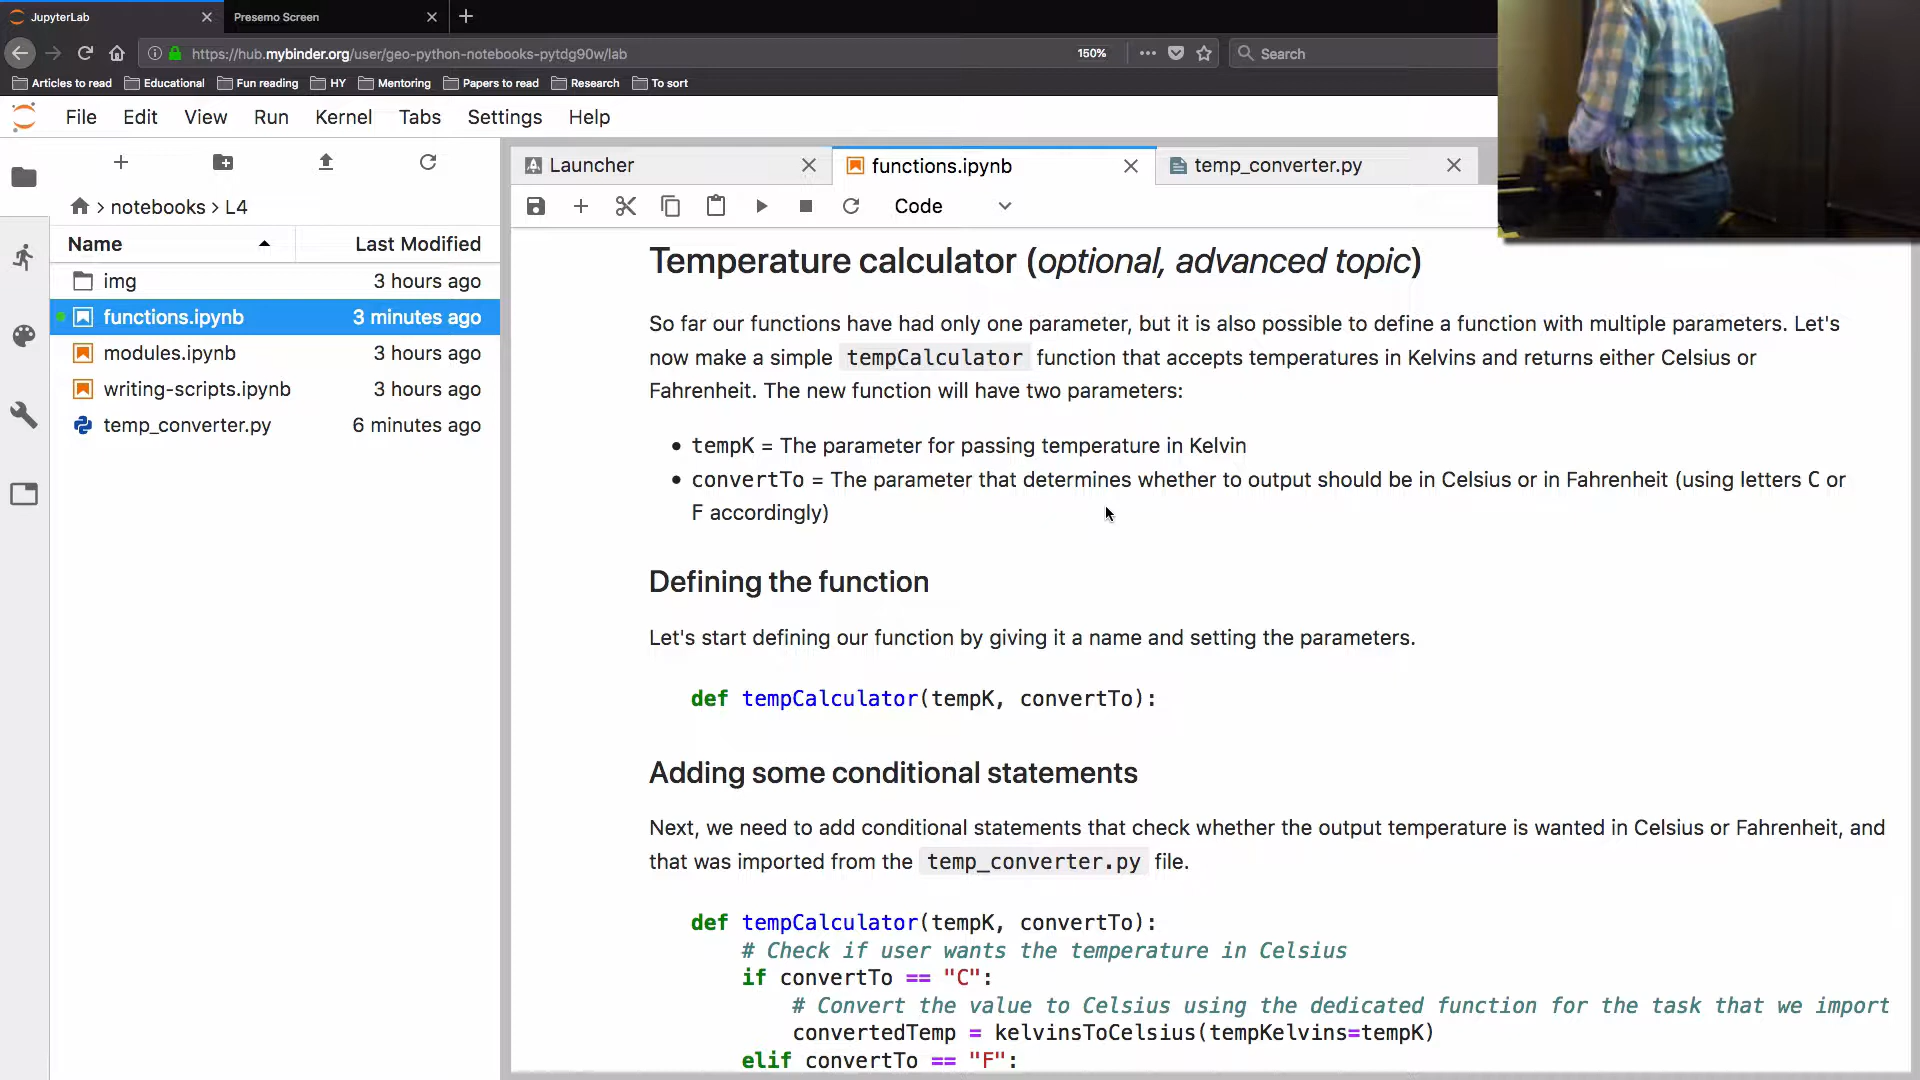 JupyterLab
Presemo Screen
https://hub.mybinder.org/user/geo-python-notebooks-pytdg90w/lab
150%
Search
Articles to read
Educational
Fun reading
HY
Mentoring
Papers to read
Research
To sort
File
Edit
View
Run
Kernel
Tabs
Settings
Help
Launcher
functions.ipynb
temp_converter.py
notebooks > L4
Code
Name
Last Modified
img
3 hours ago
functions.ipynb
3 minutes ago
modules.ipynb
3 hours ago
writing-scripts.ipynb
3 hours ago
temp_converter.py
6 minutes ago
Temperature calculator (optional, advanced topic)
So far our functions have had only one parameter, but it is also possible to define a function with multiple parameters. Let's
now make a simple tempCalculator function that accepts temperatures in Kelvins and returns either Celsius or
Fahrenheit. The new function will have two parameters:
• tempK = The parameter for passing temperature in Kelvin
• convertTo = The parameter that determines whether to output should be in Celsius or in Fahrenheit (using letters C or
F accordingly)
Defining the function
Let's start defining our function by giving it a name and setting the parameters.
def tempCalculator(tempK, convertTo):
Adding some conditional statements
Next, we need to add conditional statements that check whether the output temperature is wanted in Celsius or Fahrenheit, and
that was imported from the temp_converter.py file.
def tempCalculator(tempK, convertTo):
# Check if user wants the temperature in Celsius
if convertTo == "C":
# Convert the value to Celsius using the dedicated function for the task that we import
convertedTemp = kelvinsToCelsius(tempKelvins=tempK)
elif convertTo == "F":